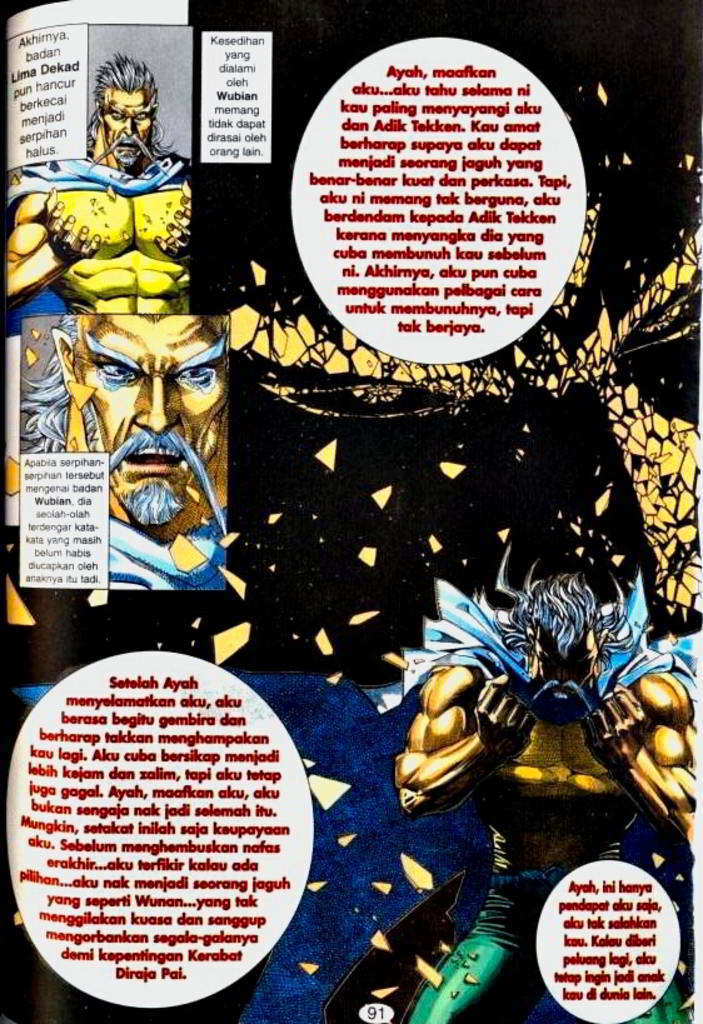 Akhirnya,
badan
Lima Dekad
pun hancur
berkecai
menjadi
serpihan
halus.
Kesedihan
yang
dialami
oleh
Wubian
memang
tidak dapat
dirasai oleh
orang lain.
Ayah, maafkan
aku...aku tahu selama ni
kau paling menyayangi aku
dan Adik Tekken. Kau amat
berharap supaya aku dapat
menjadi seorang jaguh yang
benar-benar kuat dan perkasa. Tapi,
aku ni memang tak berguna, aku
berdendam kepada Adik Tekken
kerana menyangka dia yang
cuba membunuh kau sebelum
ni. Akhirnya, aku pun cuba
menggunakan pelbagai cara
untuk membunuhnya, tapi
tak berjaya.
Apabila serpihan-
serpihan tersebut
mengenai badan
Wubian, dia
seolah-olah
terdengar kata-
kata yang masih
belum habis
diucapkan oleh
anaknya itu tadi.
Setelah Ayah
menyelamatkan aku, aku
berasa begitu gembira dan
berharap takkan menghampakan
kau lagi. Aku cuba bersikap menjadi
lebih kejam dan zalim, tapi aku tetap
juga gagal. Ayah, maafkan aku, aku
bukan sengaja nak jadi selemah itu.
Mungkin, setakat inilah saja keupayaan
aku. Sebelum menghembuskan nafas
erakhir...aku terfikir kalau ada
pilihan...aku nak menjadi seorang jaguh
yang seperti Wunan...yang tak
menggilakan kuasa dan sanggup
mengorbankan segala-galanya
demi kepentingan Kerabat
Diraja Pai.
Ayah, ini hanya
pendapat aku saja,
aku tak salahkan
kau. Kalau diberi
peluang lagi, aku
tetap ingin jadi anak
kau di dunia lain.
91